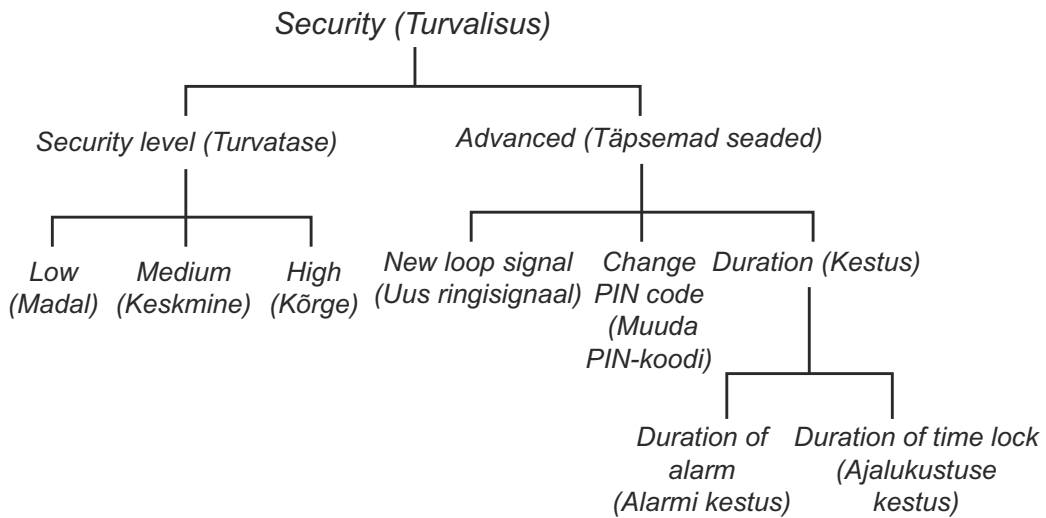 Security (Turvalisus)
Security level (Turvatase)
Advanced (Täpsemad seaded)
Low
(Madal)
Medium
(Keskmine)
High
(Kõrge)
New loop signal
(Uus ringisignaal)
Change
PIN code
(Muuda
PIN-koodi)
Duration (Kestus)
Duration of
alarm
(Alarmi kestus)
Duration of time lock
(Ajalukustuse
kestus)